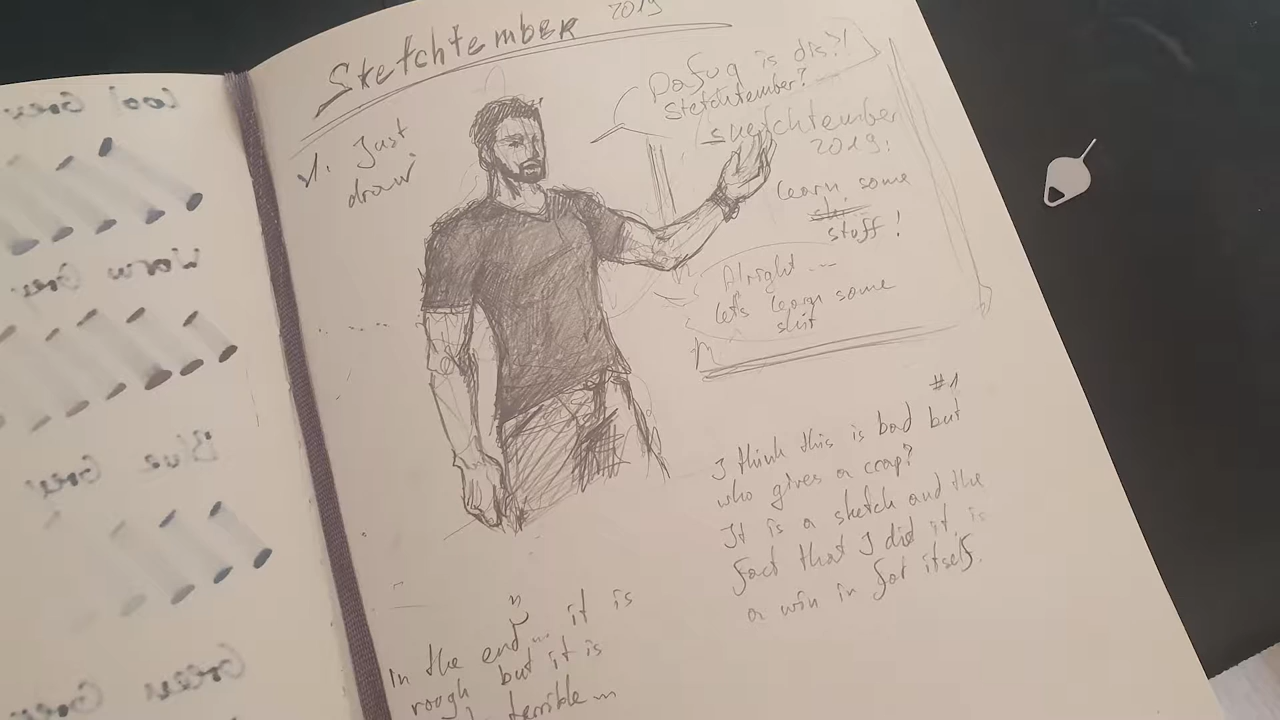 Sketchtember 2019
1. Just
draw
Dafuq is dis?!
Sketchtember?
Sketchtember
2019!
learn some
stuff!
Alright ...
let's learn some
shit
#1
I think this is bad but
who gives a crap?
It is a sketch and the
fact that I did it is
a win in for itself.
In the end ... it is
rough but it is
terrible
Cool Grey
Warm Grey
Blue Grey
Green
Grey